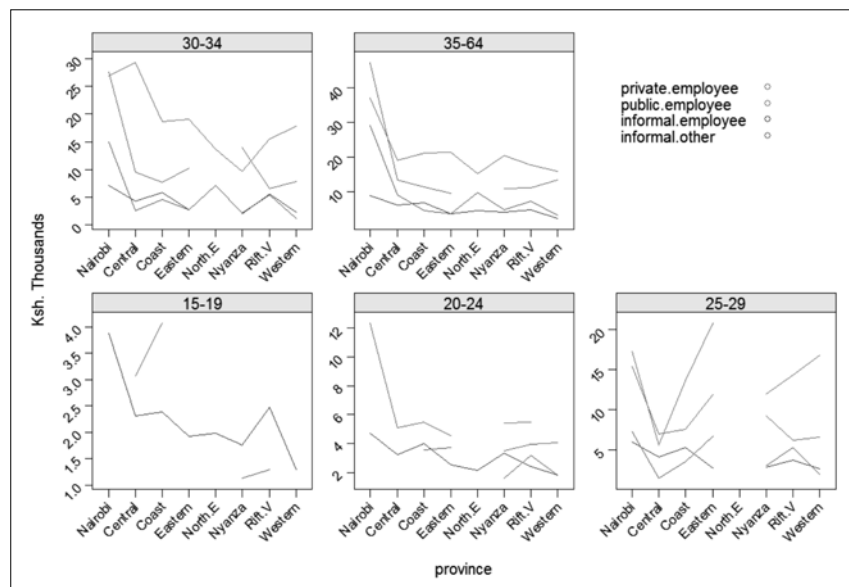 30-34
35-64
private.employee
public.employee
informal.employee
informal.other
Ksh. Thousands
0 5 10 15 20 25 30
10 20 30 40
Nairobi Central Coast Eastern North.E Nyanza Rift.V Western
Nairobi Central Coast Eastern North.E Nyanza Rift.V Western
15-19
20-24
25-29
1.0 1.5 2.0 2.5 3.0 3.5 4.0
2 4 6 8 10 12
5 10 15 20
Nairobi Central Coast Eastern North.E Nyanza Rift.V Western
Nairobi Central Coast Eastern North.E Nyanza Rift.V Western
Nairobi Central Coast Eastern North.E Nyanza Rift.V Western
province